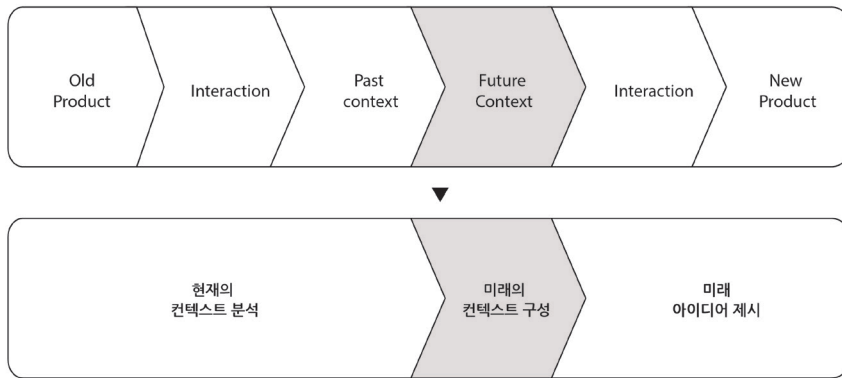 Old
Product
Interaction
Past
context
Future
Context
Interaction
New
Product
현재의
컨텍스트 분석
미래의
컨텍스트 구성
미래
아이디어 제시